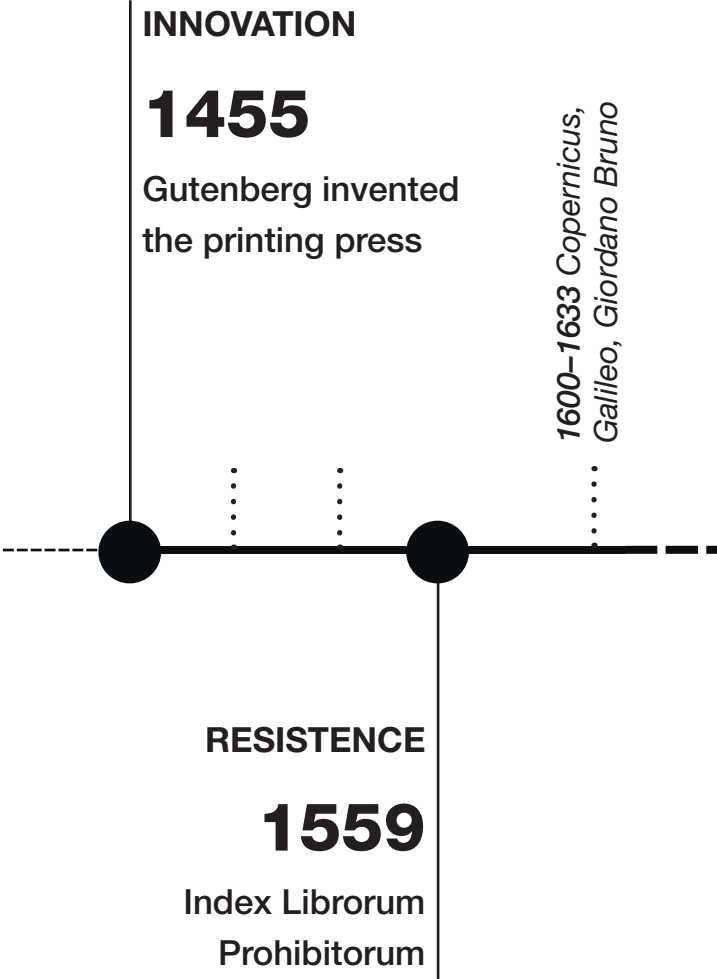 INNOVATION
1455
Gutenberg invented
the printing press
1600–1633 Copernicus,
Galileo, Giordano Bruno
RESISTENCE
1559
Index Librorum
Prohibitorum